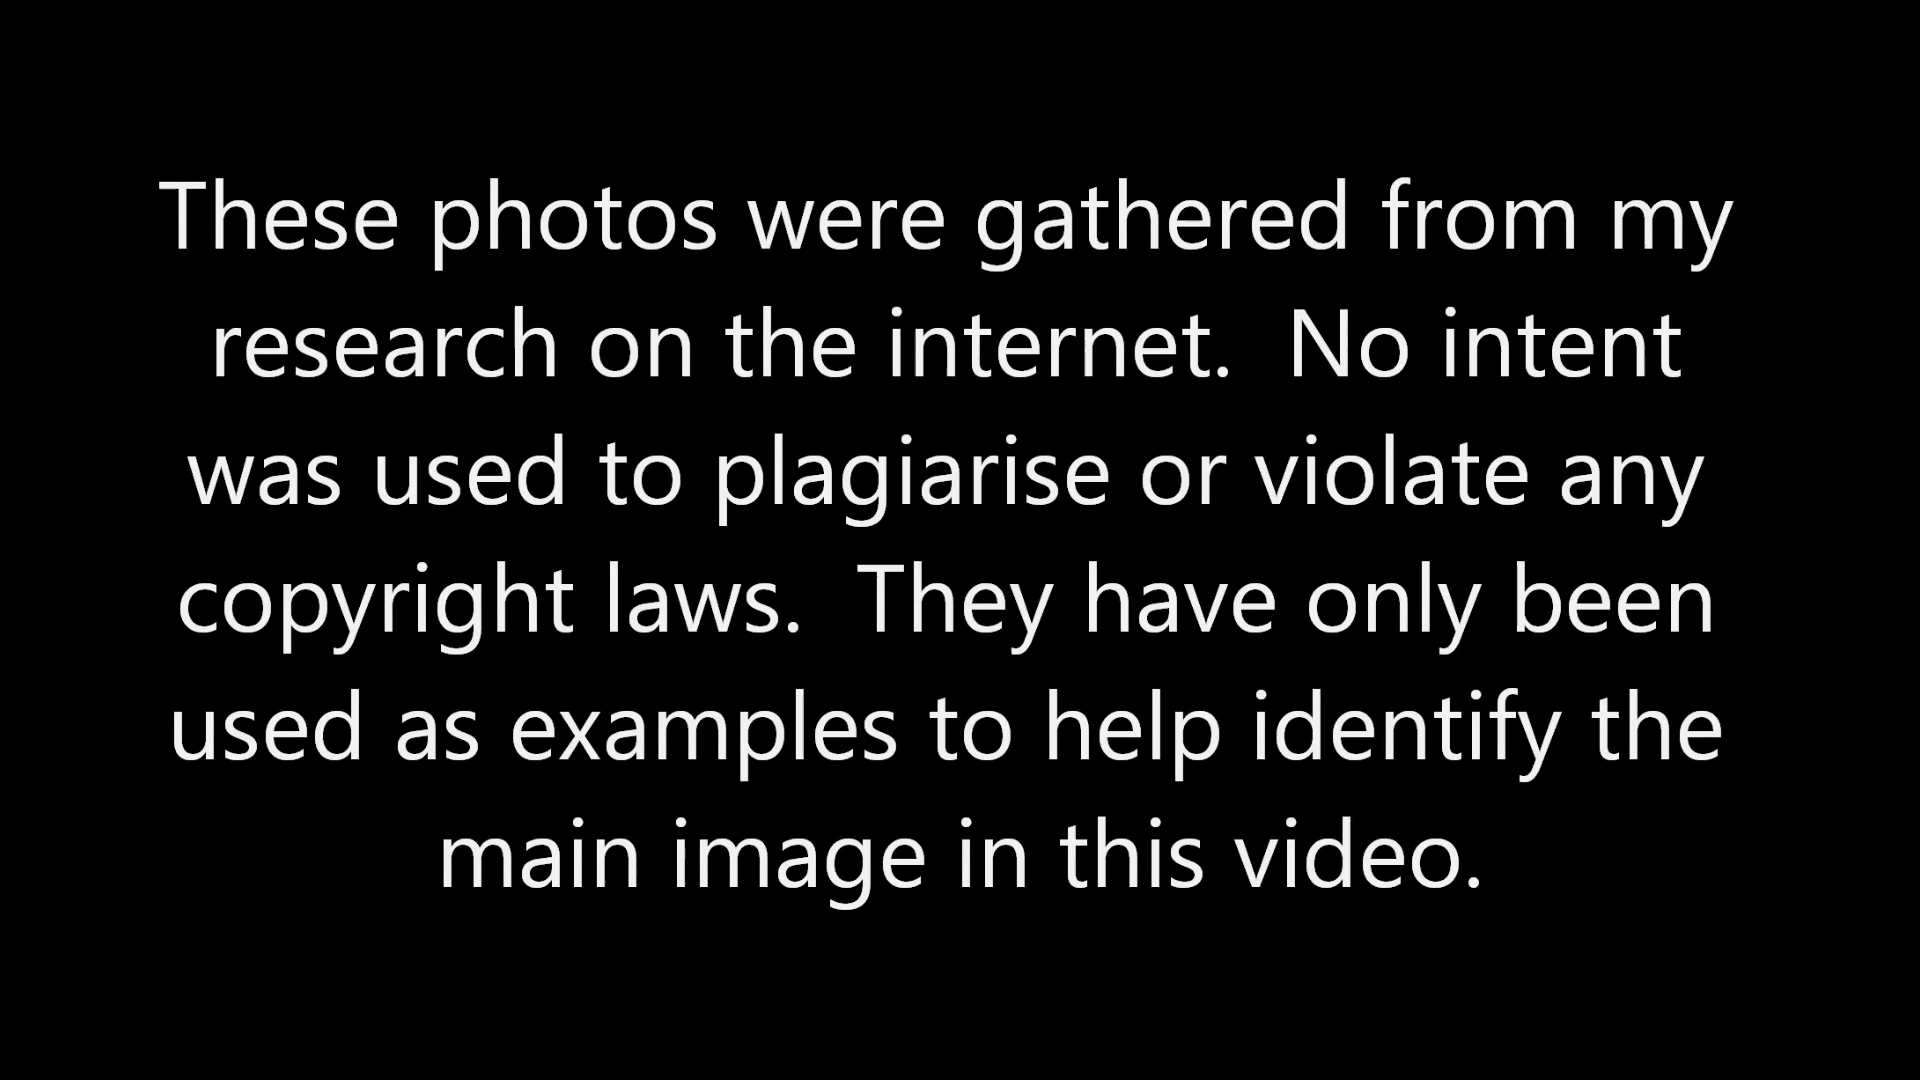 These photos were gathered from my
research on the internet.  No intent
was used to plagiarise or violate any
copyright laws.  They have only been
used as examples to help identify the
main image in this video.